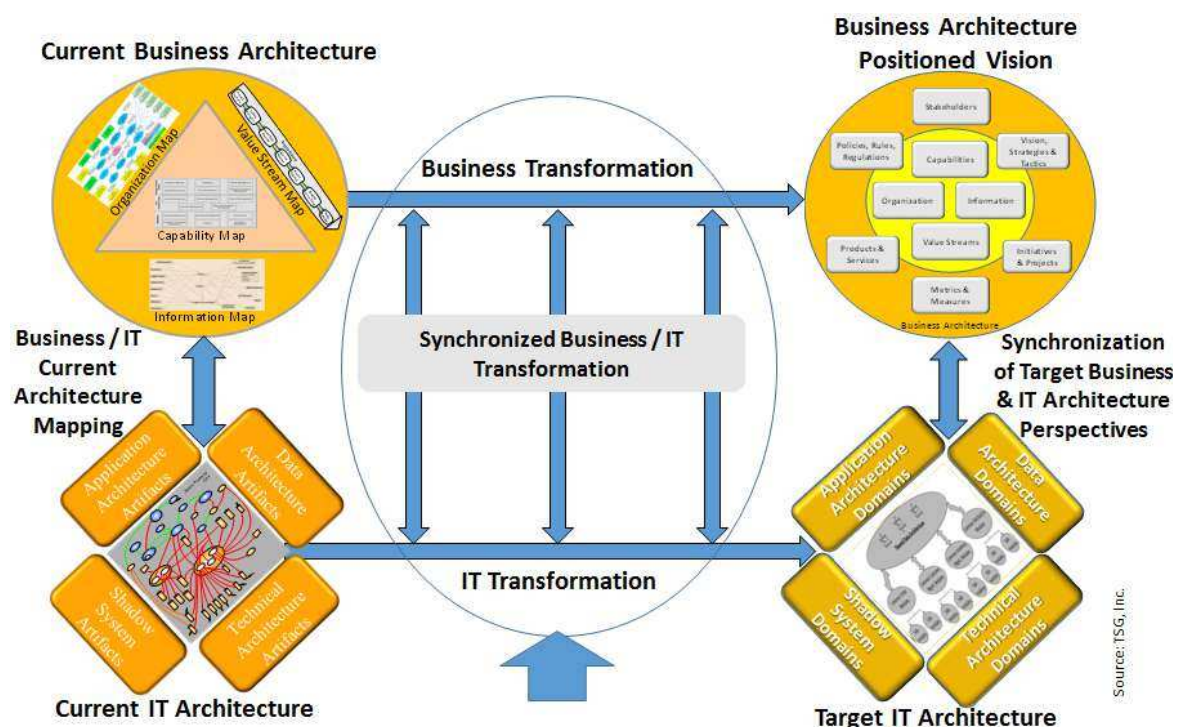 Current Business Architecture
Organization Map
Value Stream Map
Capability Map
Information Map
Business Architecture
Positioned Vision
Stakeholders
Policies, Rules,
Regulations
Vision,
Strategies &
Tactics
Capabilities
Organization
Information
Value Streams
Products &
Services
Initiatives
& Projects
Metrics &
Measures
Business Architecture
Business Transformation
Synchronized Business / IT
Transformation
IT Transformation
Business / IT
Current
Architecture
Mapping
Synchronization
of Target Business
& IT Architecture
Perspectives
Application
Architecture
Artifacts
Data
Architecture
Artifacts
Shadow
System
Artifacts
Technical
Architecture
Artifacts
Current IT Architecture
Application
Architecture
Domains
Data
Architecture
Domains
Shadow
System
Domains
Technical
Architecture
Domains
Target IT Architecture
Source: TSG, Inc.